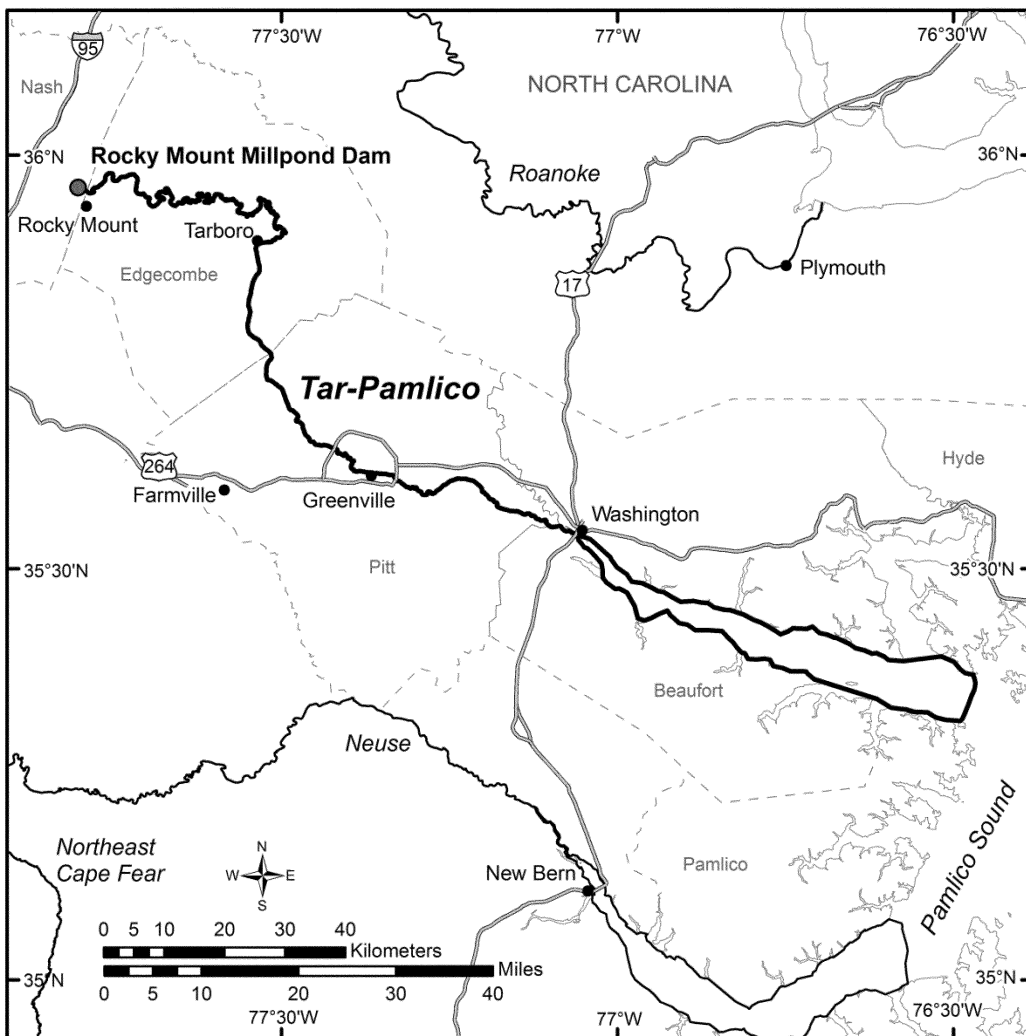 77°30'W
77°W
76°30'W
95
Nash
NORTH CAROLINA
36°N
Rocky Mount Millpond Dam
36°N
Roanoke
Rocky Mount
Tarboro
Edgecombe
Plymouth
17
Tar-Pamlico
264
Hyde
Farmville
Greenville
Washington
35°30'N
Pitt
35°30'N
Beaufort
Neuse
Pamlico Sound
Northeast
Cape Fear
N
W E
S
New Bern
Pamlico
0 5 10 20 30 40
Kilometers
Miles
0 5 10 20 30 40
35°N
35°N
77°30'W
77°W
76°30'W